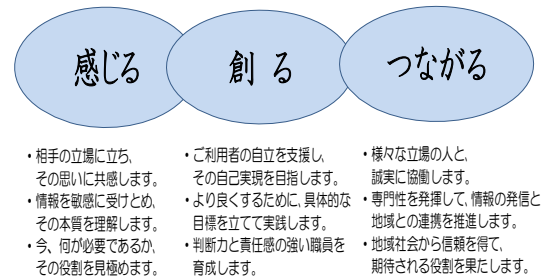 感じる
創 る
つながる
・相手の立場に立ち、
その思いに共感します。
・情報を敏感に受けとめ、
その本質を理解します。
・今、何が必要であるか、
その役割を見極めます。
・ご利用者の自立を支援し、
その自己実現を目指します。
・より良くするために、具体的な
目標を立てて実践します。
・判断力と責任感の強い職員を
育成します。
・様々な立場の人と、
誠実に協働します。
・専門性を発揮して、情報の発信と
地域との連携を推進します。
・地域社会から信頼を得て、
期待される役割を果たします。